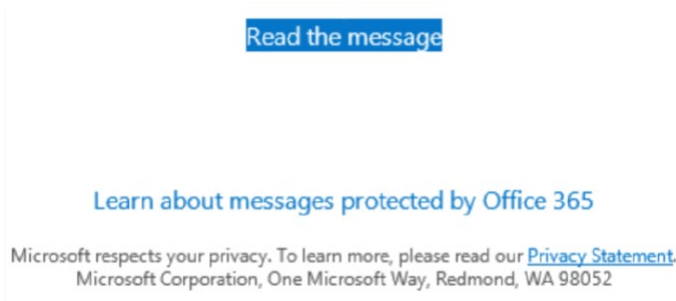 Read the message
Learn about messages protected by Office 365
Microsoft respects your privacy. To learn more, please read our Privacy Statement.
Microsoft Corporation, One Microsoft Way, Redmond, WA 98052